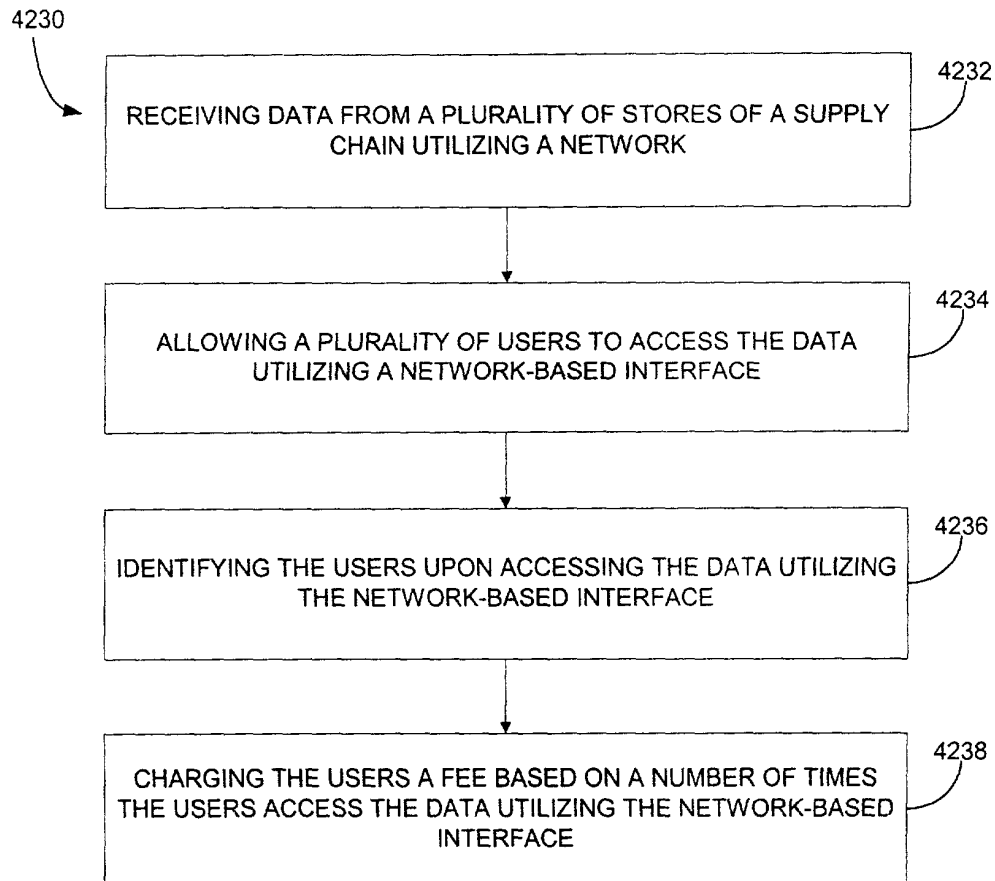 4230
4232
RECEIVING DATA FROM A PLURALITY OF STORES OF A SUPPLY
CHAIN UTILIZING A NETWORK
4234
ALLOWING A PLURALITY OF USERS TO ACCESS THE DATA
UTILIZING A NETWORK-BASED INTERFACE
4236
IDENTIFYING THE USERS UPON ACCESSING THE DATA UTILIZING
THE NETWORK-BASED INTERFACE
4238
CHARGING THE USERS A FEE BASED ON A NUMBER OF TIMES
THE USERS ACCESS THE DATA UTILIZING THE NETWORK-BASED
INTERFACE